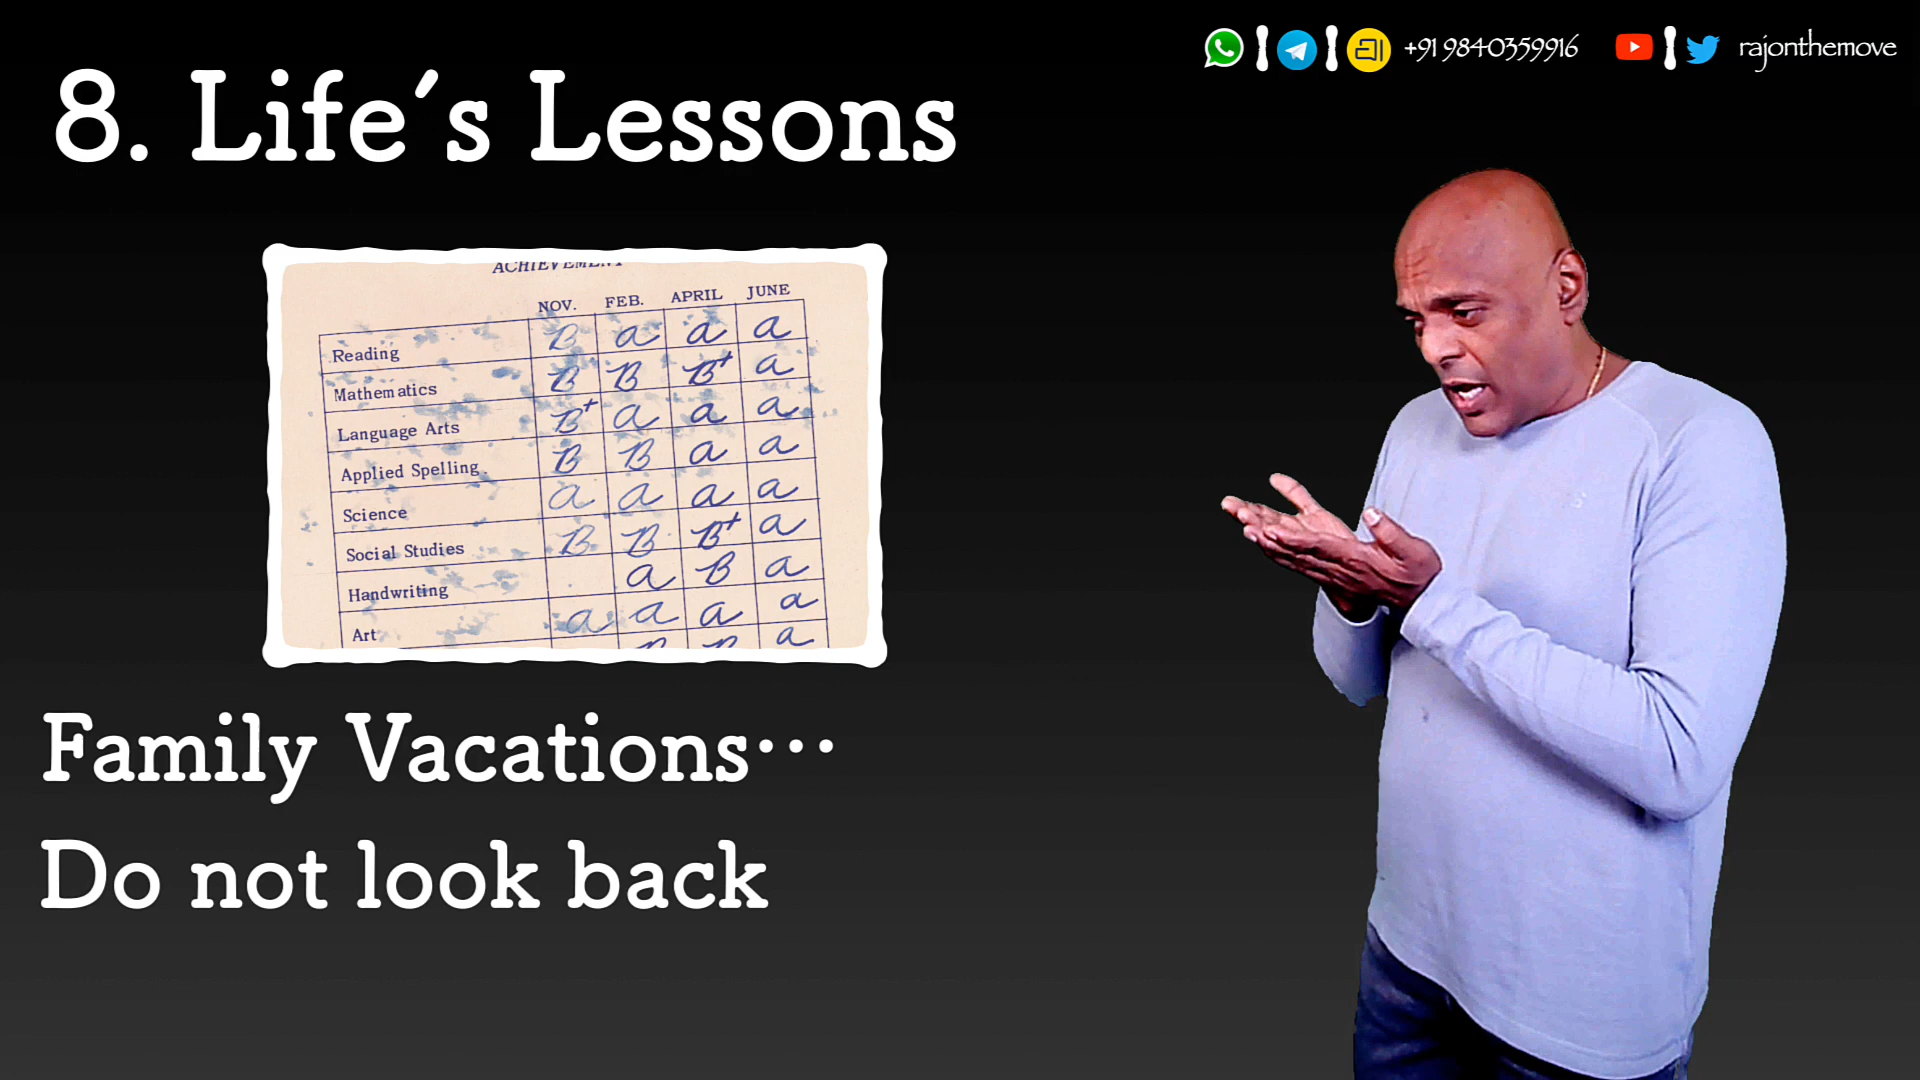 +91 9840359916 rajonthemove
8. Life's Lessons
ACHIEVEMENT
NOV. FEB. APRIL JUNE
Reading B a a a
Mathematics B B B+ a
Language Arts B+ a a a
Applied Spelling B B a a
Science a a a a
Social Studies B B B+ a
Handwriting a B a
Art a a a a
a
Family Vacations...
Do not look back